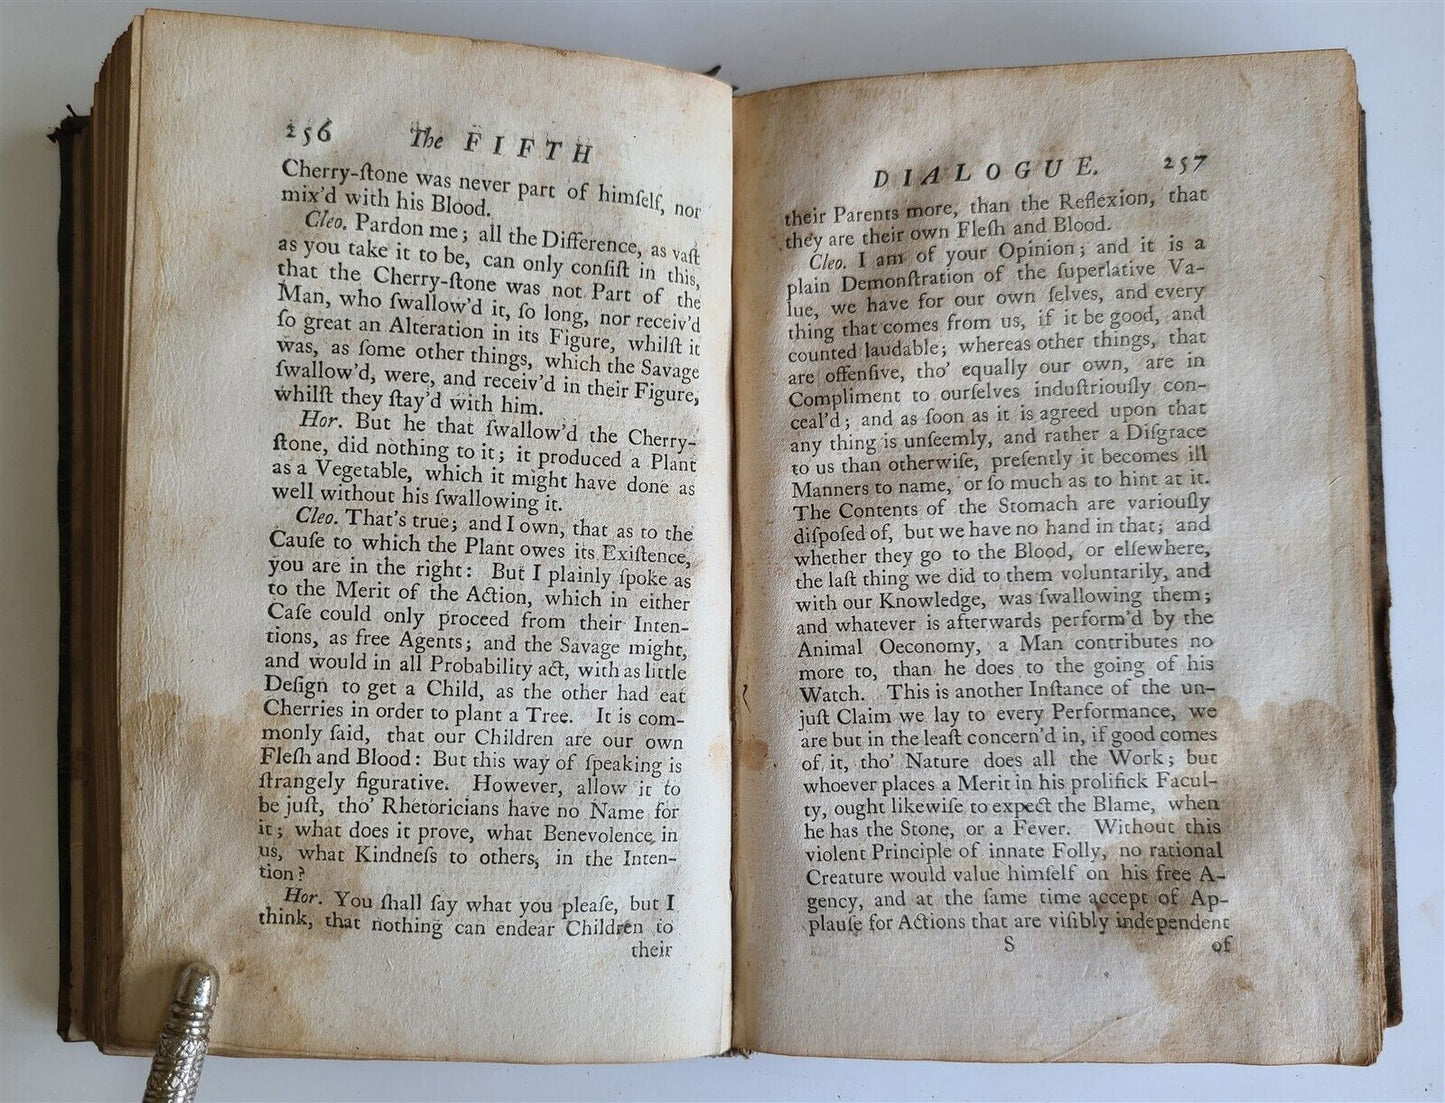 256 The FIFTH
Cherry-ſtone was never part of himſelf, nor
mix'd with his Blood.
Cleo. Pardon me; all the Difference, as vaſt
as you take it to be, can only conſiſt in this,
that the Cherry-ſtone was not Part of the
Man, who ſwallow'd it, ſo long, nor receiv'd
ſo great an Alteration in its Figure, whilſt it
was, as ſome other things, which the Savage
ſwallow'd, were, and receiv'd in their Figure,
whilſt they ſtay'd with him.
Hor. But he that ſwallow'd the Cherry-
ſtone, did nothing to it; it produced a Plant
as a Vegetable, which it might have done as
well without his ſwallowing it.
Cleo. That's true; and I own, that as to the
Cauſe to which the Plant owes its Exiſtence,
you are in the right: But I plainly ſpoke as
to the Merit of the Action, which in either
Caſe could only proceed from their Inten-
tions, as free Agents; and the Savage might,
and would in all Probability act, with as little
Deſign to get a Child, as the other had eat
Cherries in order to plant a Tree. It is com-
monly ſaid, that our Children are our own
Fleſh and Blood: But this way of ſpeaking is
ſtrangely figurative. However, allow it to
be juſt, tho' Rhetoricians have no Name for
it; what does it prove, what Benevolence in
us, what Kindneſs to others, in the Inten-
tion?
Hor. You ſhall ſay what you pleaſe, but I
think, that nothing can endear Children to
their
DIALOGUE. 257
their Parents more, than the Reflexion, that
they are their own Fleſh and Blood.
Cleo. I am of your Opinion; and it is a
plain Demonſtration of the ſuperlative Va-
lue, we have for our own ſelves, and every
thing that comes from us, if it be good, and
counted laudable; whereas other things, that
are offenſive, tho' equally our own, are in
Compliment to ourſelves induſtriouſly con-
ceal'd; and as ſoon as it is agreed upon that
any thing is unſeemly, and rather a Diſgrace
to us than otherwiſe, preſently it becomes ill
Manners to name, or ſo much as to hint at it.
The Contents of the Stomach are variouſly
diſpoſed of, but we have no hand in that; and
whether they go to the Blood, or elſewhere,
the laſt thing we did to them voluntarily, and
with our Knowledge, was ſwallowing them;
and whatever is afterwards perform'd by the
Animal Oeconomy, a Man contributes no
more to, than he does to the going of his
Watch. This is another Inſtance of the un-
juſt Claim we lay to every Performance, we
are but in the leaſt concern'd in, if good comes
of it, tho' Nature does all the Work; but
whoever places a Merit in his prolifick Facul-
ty, ought likewiſe to expect the Blame, when
he has the Stone, or a Fever. Without this
violent Principle of innate Folly, no rational
Creature would value himſelf on his free A-
gency, and at the ſame time accept of Ap-
plauſe for Actions that are viſibly independent
S of